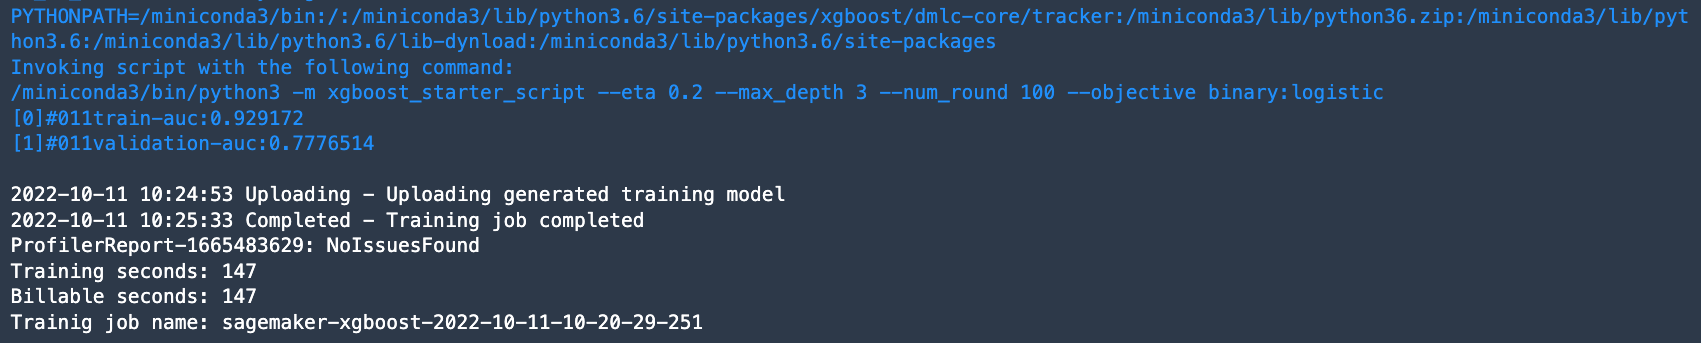 PYTHONPATH=/miniconda3/bin:/:/miniconda3/lib/python3.6/site-packages/xgboost/dmlc-core/tracker:/miniconda3/lib/python36.zip:/miniconda3/lib/pyt
hon3.6:/miniconda3/lib/python3.6/lib-dynload:/miniconda3/lib/python3.6/site-packages
Invoking script with the following command:
/miniconda3/bin/python3 -m xgboost_starter_script --eta 0.2 --max_depth 3 --num_round 100 --objective binary:logistic
[0]#011train-auc:0.929172
[1]#011validation-auc:0.7776514
2022-10-11 10:24:53 Uploading - Uploading generated training model
2022-10-11 10:25:33 Completed - Training job completed
ProfilerReport-1665483629: NoIssuesFound
Training seconds: 147
Billable seconds: 147
Trainig job name: sagemaker-xgboost-2022-10-11-10-20-29-251